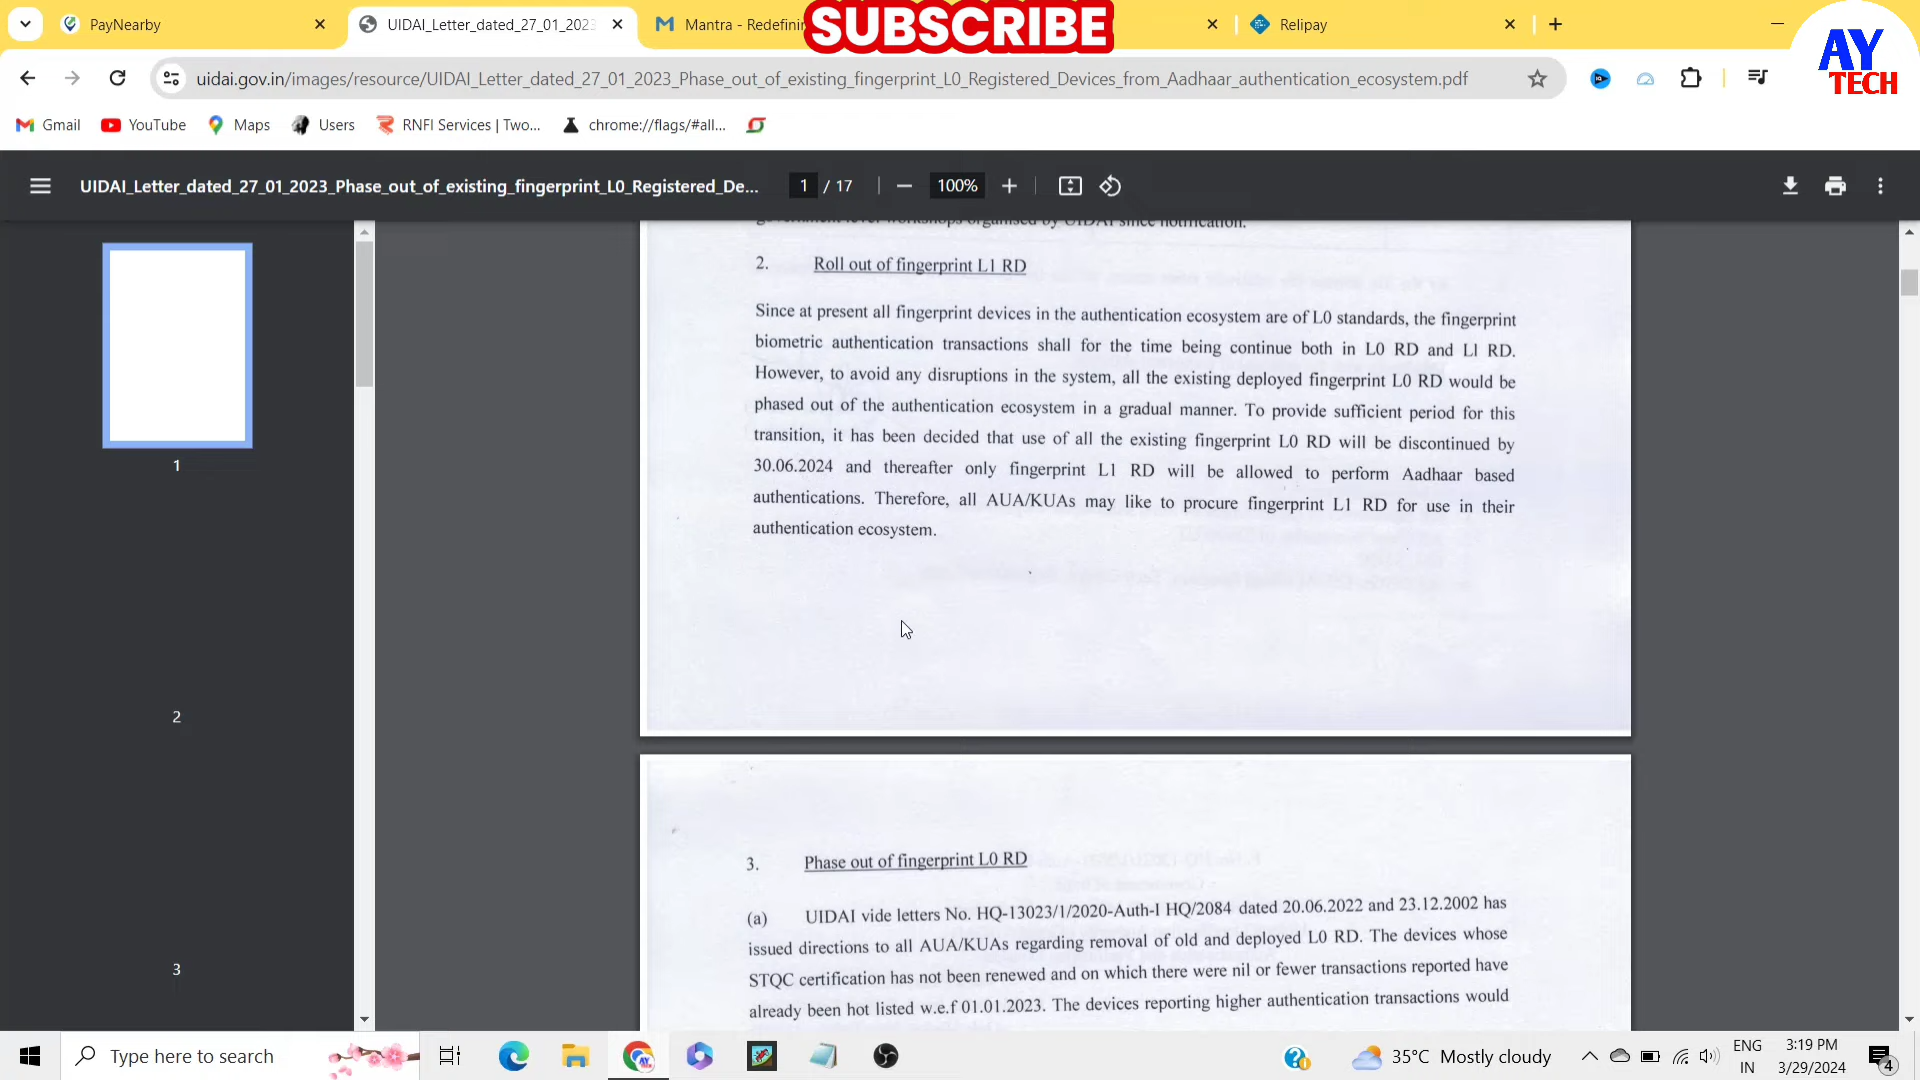 PayNearby
UIDAI_Letter_dated_27_01_2023
Mantra - Redefinin
SUBSCRIBE
Relipay
AY
TECH
uidai.gov.in/images/resource/UIDAI_Letter_dated_27_01_2023_Phase_out_of_existing_fingerprint_L0_Registered_Devices_from_Aadhaar_authentication_ecosystem.pdf
Gmail
YouTube
Maps
Users
RNFI Services | Two...
chrome://flags/#all...
UIDAI_Letter_dated_27_01_2023_Phase_out_of_existing_fingerprint_L0_Registered_De...
1 / 17
100%
1
2
3
government level workshops organised by UIDAI since notification.
2. Roll out of fingerprint L1 RD
Since at present all fingerprint devices in the authentication ecosystem are of L0 standards, the fingerprint
biometric authentication transactions shall for the time being continue both in L0 RD and L1 RD.
However, to avoid any disruptions in the system, all the existing deployed fingerprint L0 RD would be
phased out of the authentication ecosystem in a gradual manner. To provide sufficient period for this
transition, it has been decided that use of all the existing fingerprint L0 RD will be discontinued by
30.06.2024 and thereafter only fingerprint L1 RD will be allowed to perform Aadhaar based
authentications. Therefore, all AUA/KUAs may like to procure fingerprint L1 RD for use in their
authentication ecosystem.
3. Phase out of fingerprint L0 RD
(a) UIDAI vide letters No. HQ-13023/1/2020-Auth-I HQ/2084 dated 20.06.2022 and 23.12.2002 has
issued directions to all AUA/KUAs regarding removal of old and deployed L0 RD. The devices whose
STQC certification has not been renewed and on which there were nil or fewer transactions reported have
already been hot listed w.e.f 01.01.2023. The devices reporting higher authentication transactions would
Type here to search
35°C Mostly cloudy
ENG
IN
3:19 PM
3/29/2024
4